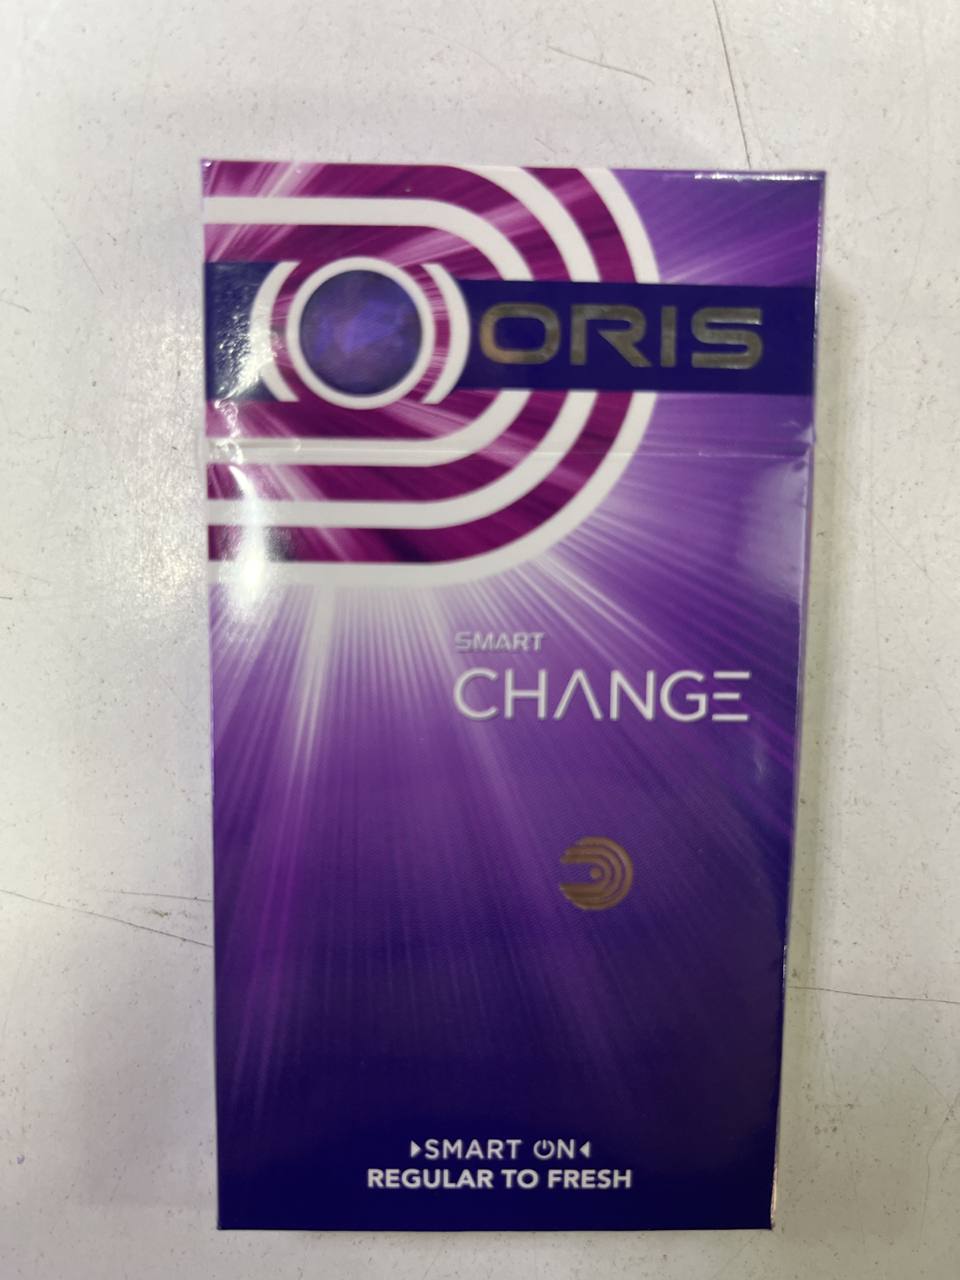 ORIS
SMART
CHANGE
SMART ON
REGULAR TO FRESH